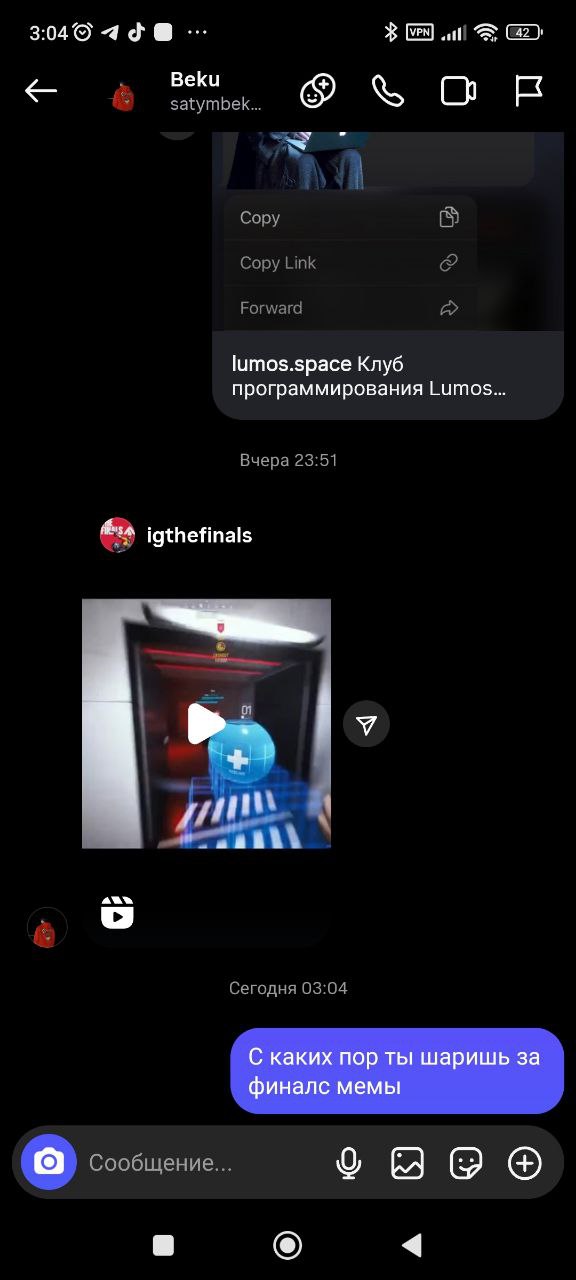 3:04
VPN
42
Beku
satymbek...
Copy
Copy Link
Forward
lumos.space Клуб
программирования Lumos...
Вчера 23:51
igthefinals
01
Сегодня 03:04
С каких пор ты шаришь за
финалс мемы
Сообщение...